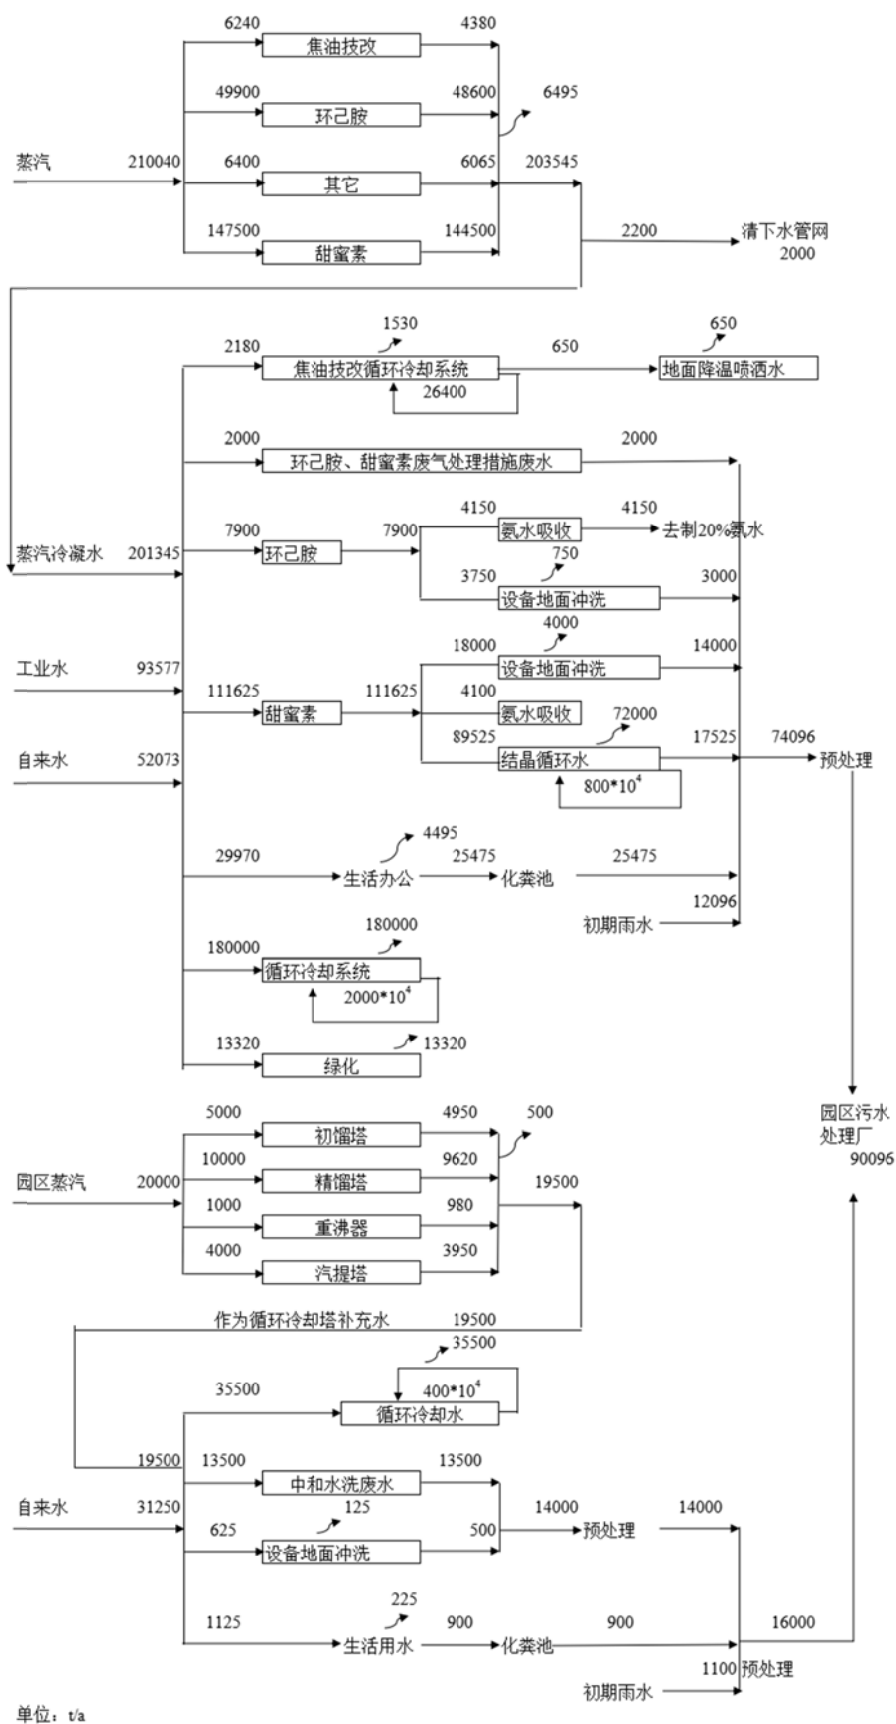 6240 焦油技改 4380
49900 环己胺 48600 6495
蒸汽 210040 6400 其它 6065 203545
147500 甜蜜素 144500
2200 清下水管网
2000
1530 650
2180 焦油技改循环冷却系统 650 地面降温喷洒水
26400
2000 环己胺、甜蜜素废气处理措施废水 2000
4150 氨水吸收 4150 去制20%氨水
蒸汽冷凝水 201345 7900 环己胺 7900
750
3750 设备地面冲洗 3000
4000
工业水 93577 18000 设备地面冲洗 14000
111625 甜蜜素 111625 4100 氨水吸收
72000
自来水 52073 89525 结晶循环水 17525 74096 预处理
800*10⁴
4495
29970 生活办公 25475 化粪池 25475
初期雨水 12096
180000
180000 循环冷却系统
2000*10⁴
13320 绿化 13320
园区污水
处理厂
90096
5000 初馏塔 4950 500
园区蒸汽 20000 10000 精馏塔 9620 19500
1000 重沸器 980
4000 汽提塔 3950
作为循环冷却塔补充水 19500
35500
35500 循环冷却水 400*10⁴
19500 13500 中和水洗废水 13500
自来水 31250 125 14000 预处理 14000
625 设备地面冲洗 500
225
1125 生活用水 900 化粪池 900 16000
初期雨水 1100 预处理
单位：t/a